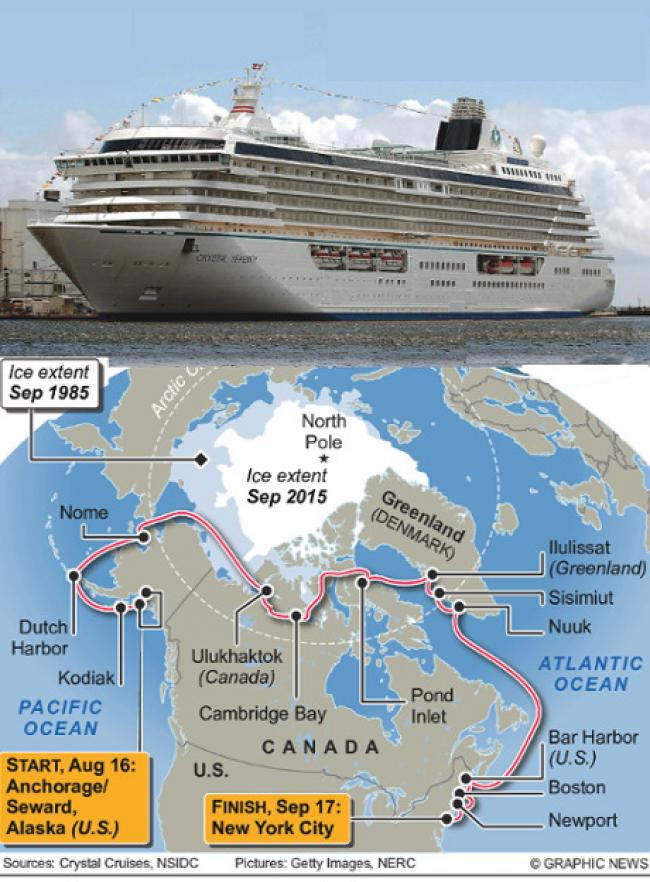 CRYSTAL SERENITY
Ice extent
Sep 1985
Arctic
North
Pole
Ice extent
Sep 2015
Greenland
(DENMARK)
Nome
Ilulissat
(Greenland)
Sisimiut
Nuuk
Dutch
Harbor
Kodiak
Ulukhaktok
(Canada)
Cambridge Bay
Pond
Inlet
ATLANTIC
OCEAN
PACIFIC
OCEAN
CANADA
U.S.
Bar Harbor
(U.S.)
Boston
Newport
START, Aug 16:
Anchorage/
Seward,
Alaska (U.S.)
FINISH, Sep 17:
New York City
Sources: Crystal Cruises, NSIDC
Pictures: Getty Images, NERC
© GRAPHIC NEWS